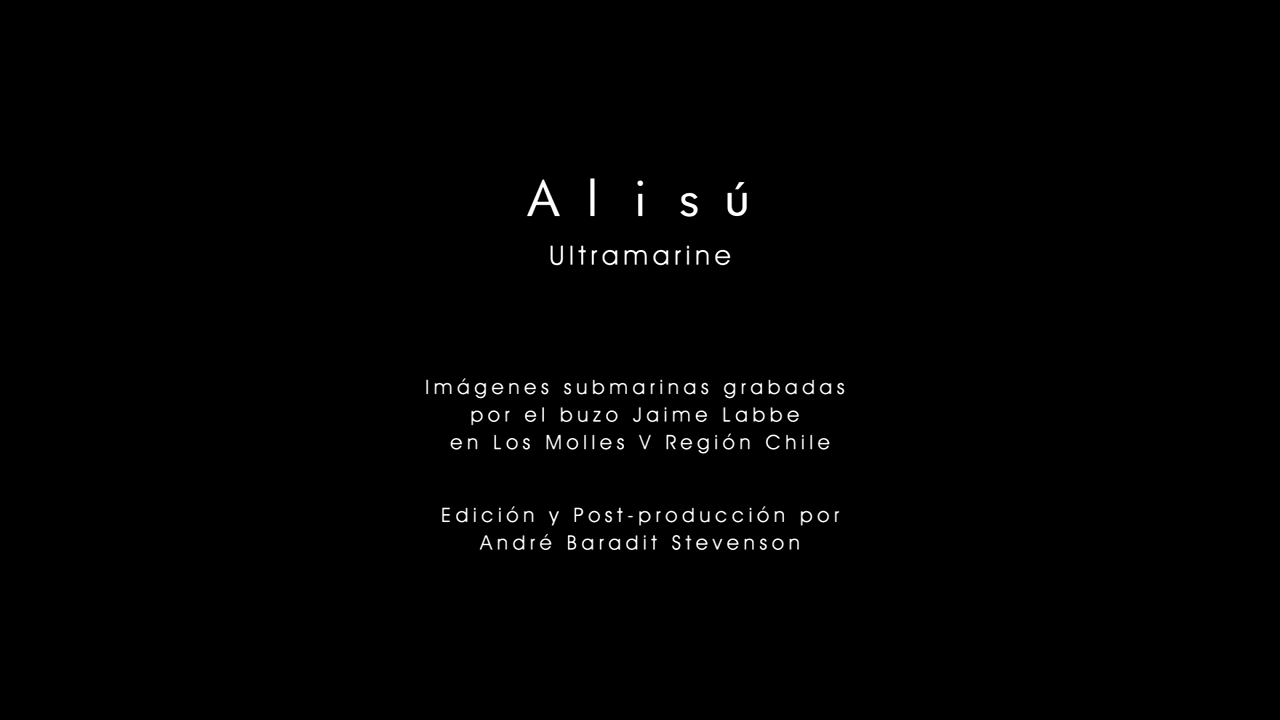 Alisú
Ultramarine
Imágenes submarinas grabadas
por el buzo Jaime Labbe
en Los Molles V Región Chile
Edición y Post-producción por
André Baradit Stevenson